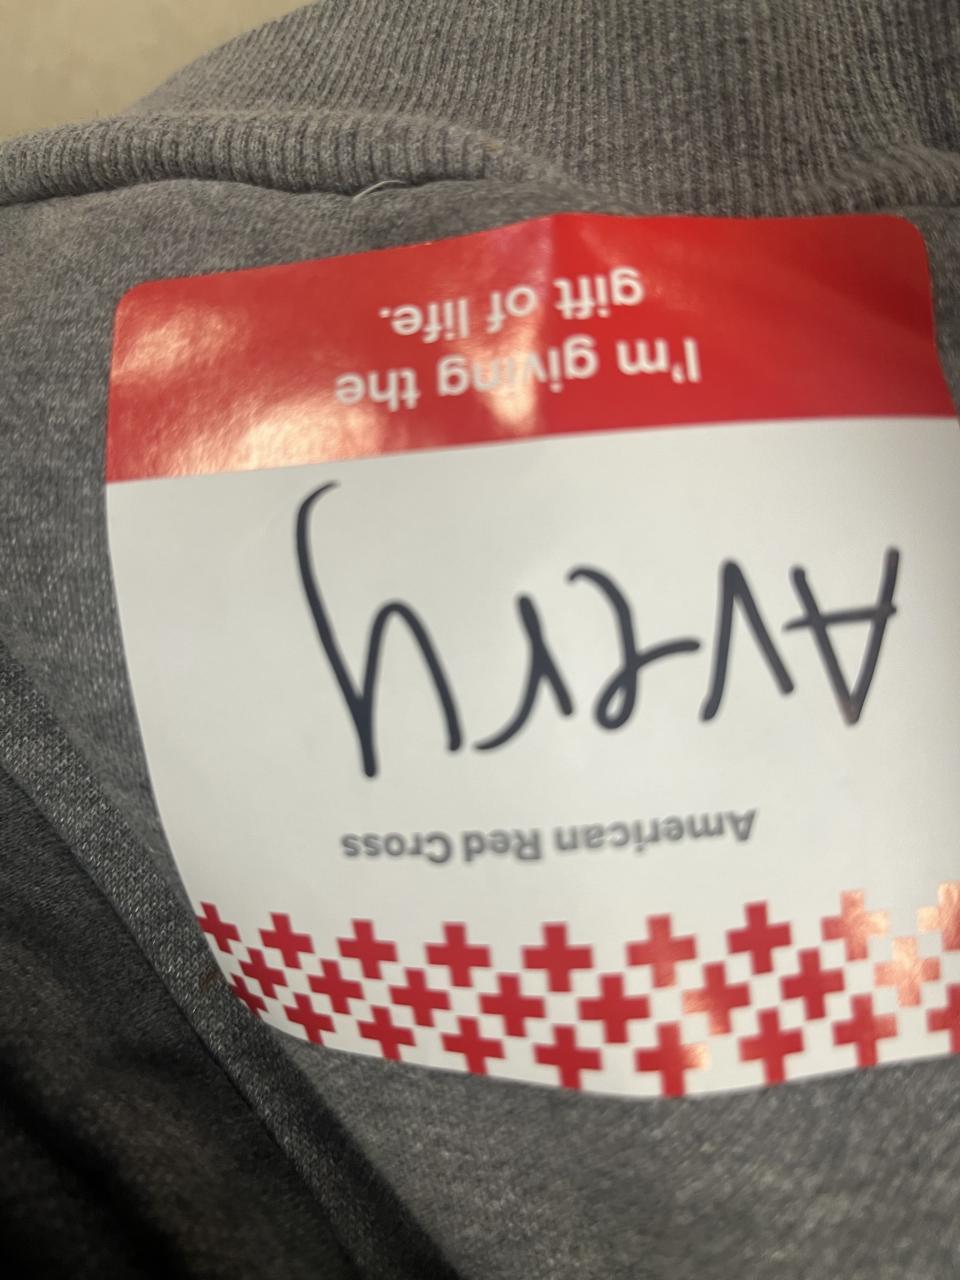 I'm giving the
gift of life.
Avery
American Red Cross